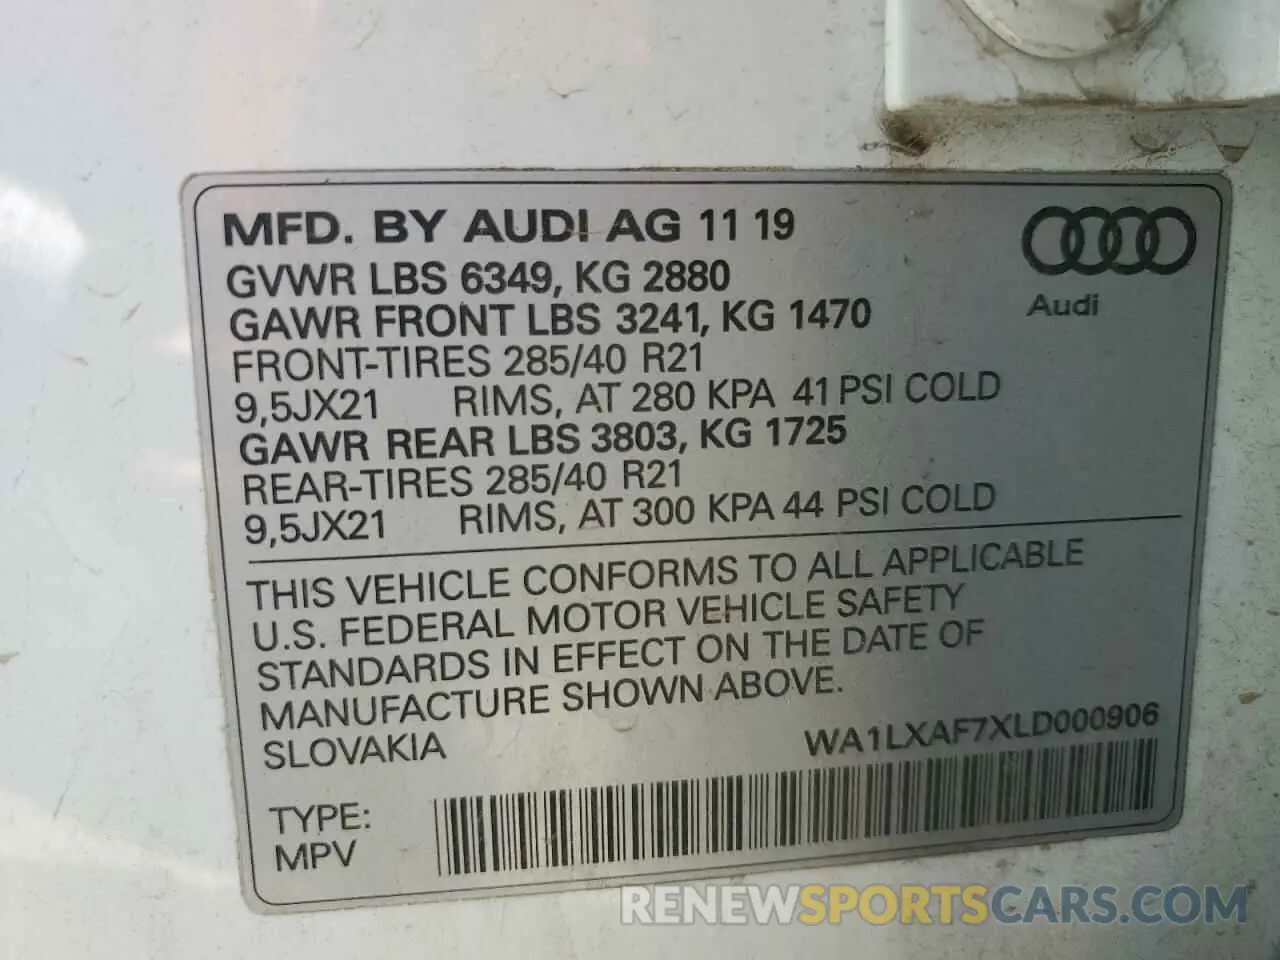 MFD. BY AUDI AG 11 19
Audi
GVWR LBS 6349, KG 2880
GAWR FRONT LBS 3241, KG 1470
FRONT-TIRES 285/40 R21
9,5JX21 RIMS, AT 280 KPA 41 PSI COLD
GAWR REAR LBS 3803, KG 1725
REAR-TIRES 285/40 R21
9,5JX21 RIMS, AT 300 KPA 44 PSI COLD
THIS VEHICLE CONFORMS TO ALL APPLICABLE
U.S. FEDERAL MOTOR VEHICLE SAFETY
STANDARDS IN EFFECT ON THE DATE OF
MANUFACTURE SHOWN ABOVE.
SLOVAKIA
WA1LXAF7XLD000906
TYPE:
MPV
RENEWSPORTSCARS.COM